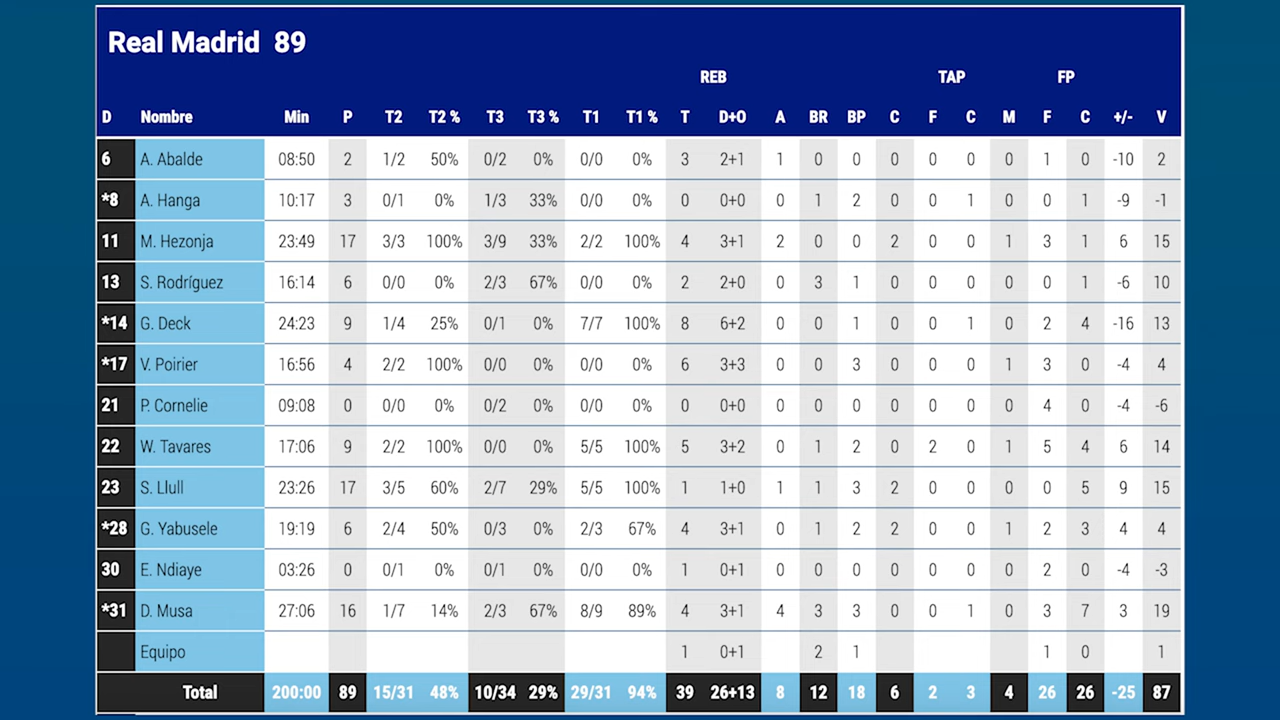 Real Madrid 89
REB TAP FP
D Nombre Min P T2 T2 % T3 T3 % T1 T1 % T D+O A BR BP C F C M F C +/- V
6 A. Abalde 08:50 2 1/2 50% 0/2 0% 0/0 0% 3 2+1 1 0 0 0 0 0 0 1 0 -10 2
*8 A. Hanga 10:17 3 0/1 0% 1/3 33% 0/0 0% 0 0+0 0 1 2 0 0 1 0 0 1 -9 -1
11 M. Hezonja 23:49 17 3/3 100% 3/9 33% 2/2 100% 4 3+1 2 0 0 2 0 0 1 3 1 6 15
13 S. Rodríguez 16:14 6 0/0 0% 2/3 67% 0/0 0% 2 2+0 0 3 1 0 0 0 0 0 1 -6 10
*14 G. Deck 24:23 9 1/4 25% 0/1 0% 7/7 100% 8 6+2 0 0 1 0 0 1 0 2 4 -16 13
*17 V. Poirier 16:56 4 2/2 100% 0/0 0% 0/0 0% 6 3+3 0 0 3 0 0 0 1 3 0 -4 4
21 P. Cornelie 09:08 0 0/0 0% 0/2 0% 0/0 0% 0 0+0 0 0 0 0 0 0 0 4 0 -4 -6
22 W. Tavares 17:06 9 2/2 100% 0/0 0% 5/5 100% 5 3+2 0 1 2 0 2 0 1 5 4 6 14
23 S. Llull 23:26 17 3/5 60% 2/7 29% 5/5 100% 1 1+0 1 1 3 2 0 0 0 0 5 9 15
*28 G. Yabusele 19:19 6 2/4 50% 0/3 0% 2/3 67% 4 3+1 0 1 2 2 0 0 1 2 3 4 4
30 E. Ndiaye 03:26 0 0/1 0% 0/1 0% 0/0 0% 1 0+1 0 0 0 0 0 0 0 2 0 -4 -3
*31 D. Musa 27:06 16 1/7 14% 2/3 67% 8/9 89% 4 3+1 4 3 3 0 0 1 0 3 7 3 19
Equipo 1 0+1 2 1 1 0 1
Total 200:00 89 15/31 48% 10/34 29% 29/31 94% 39 26+13 8 12 18 6 2 3 4 26 26 -25 87